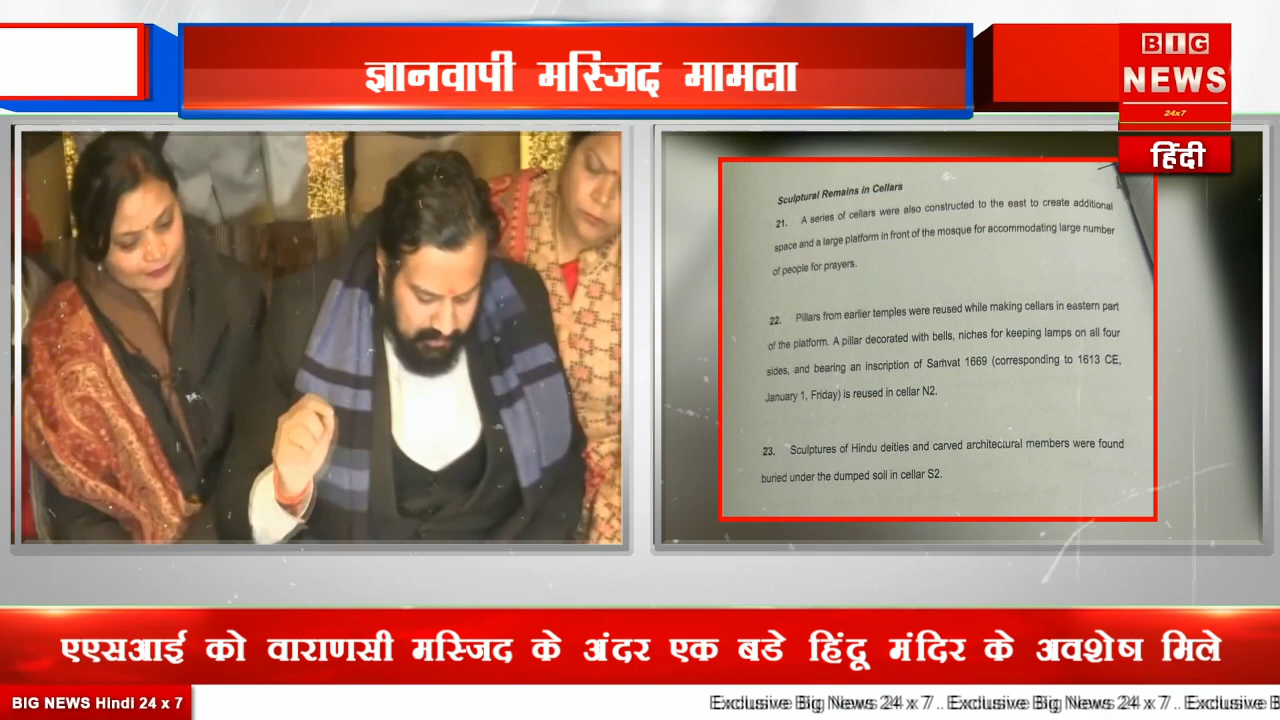 ज्ञानवापी मस्जिद मामला
BIG
NEWS
24x7
हिंदी
Sculptural Remains in Cellars
21. A series of cellars were also constructed to the east to create additional
space and a large platform in front of the mosque for accommodating large number
of people for prayers.
22. Pillars from earlier temples were reused while making cellars in eastern part
of the platform. A pillar decorated with bells, niches for keeping lamps on all four
sides, and bearing an inscription of Saṁvat 1669 (corresponding to 1613 CE,
January 1, Friday) is reused in cellar N2.
23. Sculptures of Hindu deities and carved architectural members were found
buried under the dumped soil in cellar S2.
एएसआई को वाराणसी मस्जिद के अंदर एक बडे हिंदू मंदिर के अवशेष मिले
BIG NEWS Hindi 24 x 7
Exclusive Big News 24 x 7 .. Exclusive Big News 24 x 7 .. Exclusive B